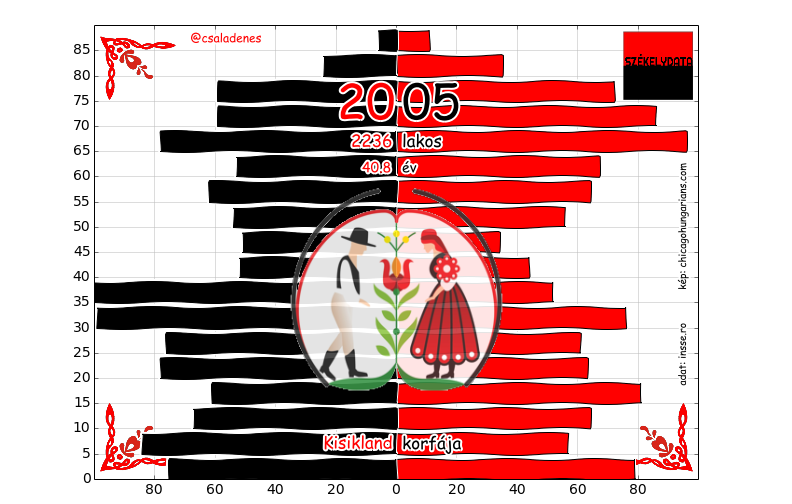 @csaladenes
SZÉKELYDATA
2005
2236 lakos
40.8 év
kép: chicagohungarians.com
adat: insse.ro
Kisikland korfája
85
80
75
70
65
60
55
50
45
40
35
30
25
20
15
10
5
0
80 60 40 20 0 20 40 60 80